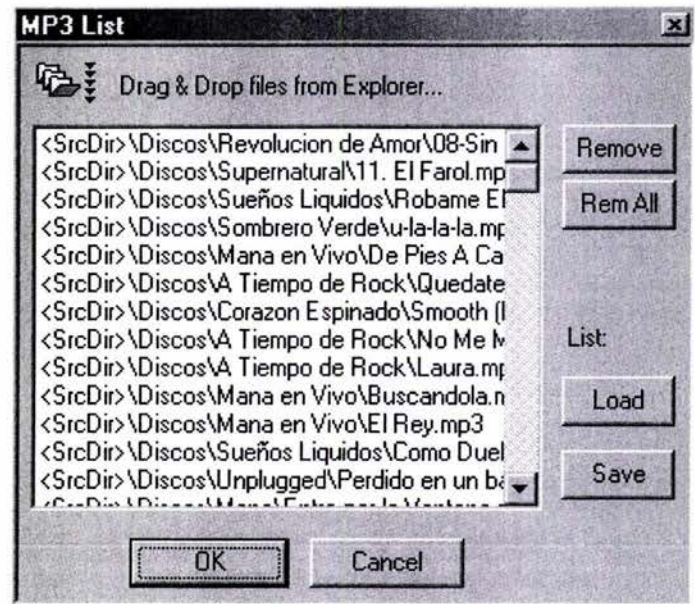 MP3 List
Drag & Drop files from Explorer...
<SrcDir>\Discos\Revolucion de Amor\08-Sin
<SrcDir>\Discos\Supernatural\11. El Farol.mp
<SrcDir>\Discos\Sueños Liquidos\Robame El
<SrcDir>\Discos\Sombrero Verde\u-la-la-la.mp
<SrcDir>\Discos\Mana en Vivo\De Pies A Ca
<SrcDir>\Discos\A Tiempo de Rock\Quedate
<SrcDir>\Discos\Corazon Espinado\Smooth (
<SrcDir>\Discos\A Tiempo de Rock\No Me
<SrcDir>\Discos\A Tiempo de Rock\Laura.mp
<SrcDir>\Discos\Mana en Vivo\Buscandola.m
<SrcDir>\Discos\Mana en Vivo\El Rey.mp3
<SrcDir>\Discos\Sueños Liquidos\Como Duel
<SrcDir>\Discos\Unplugged\Perdido en un ba
Remove
Rem All
List:
Load
Save
OK
Cancel